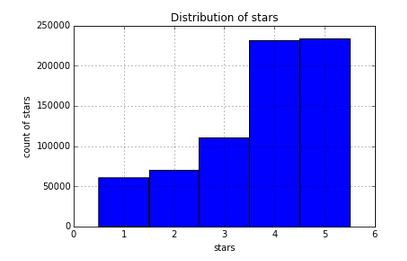 Distribution of stars
250000
200000
150000
100000
50000
0
count of stars
0 1 2 3 4 5 6
stars